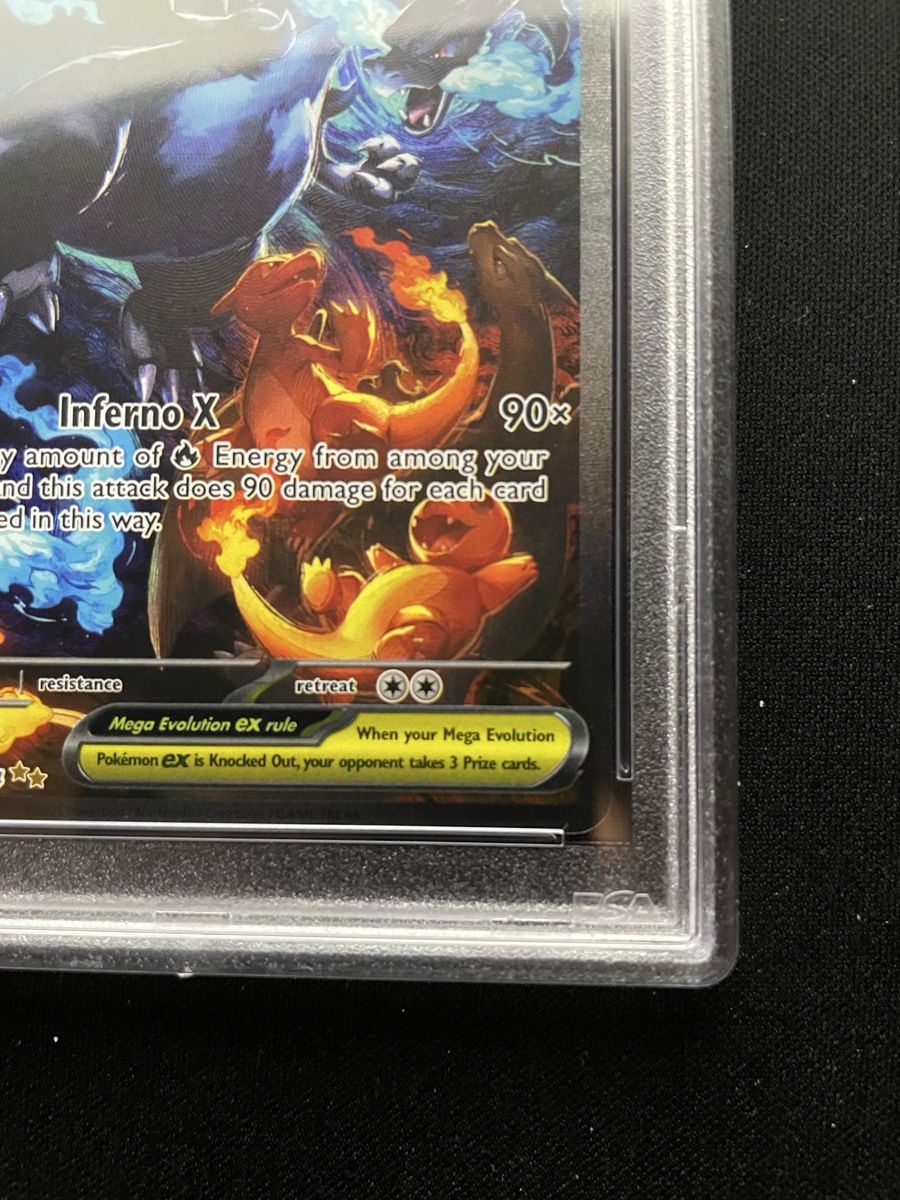 Inferno X 90×
y amount of Energy from among your
nd this attack does 90 damage for each card
ed in this way.
resistance retreat
Mega Evolution ex rule When your Mega Evolution
Pokémon ex is Knocked Out, your opponent takes 3 Prize cards.
GAME FREAK
PSA